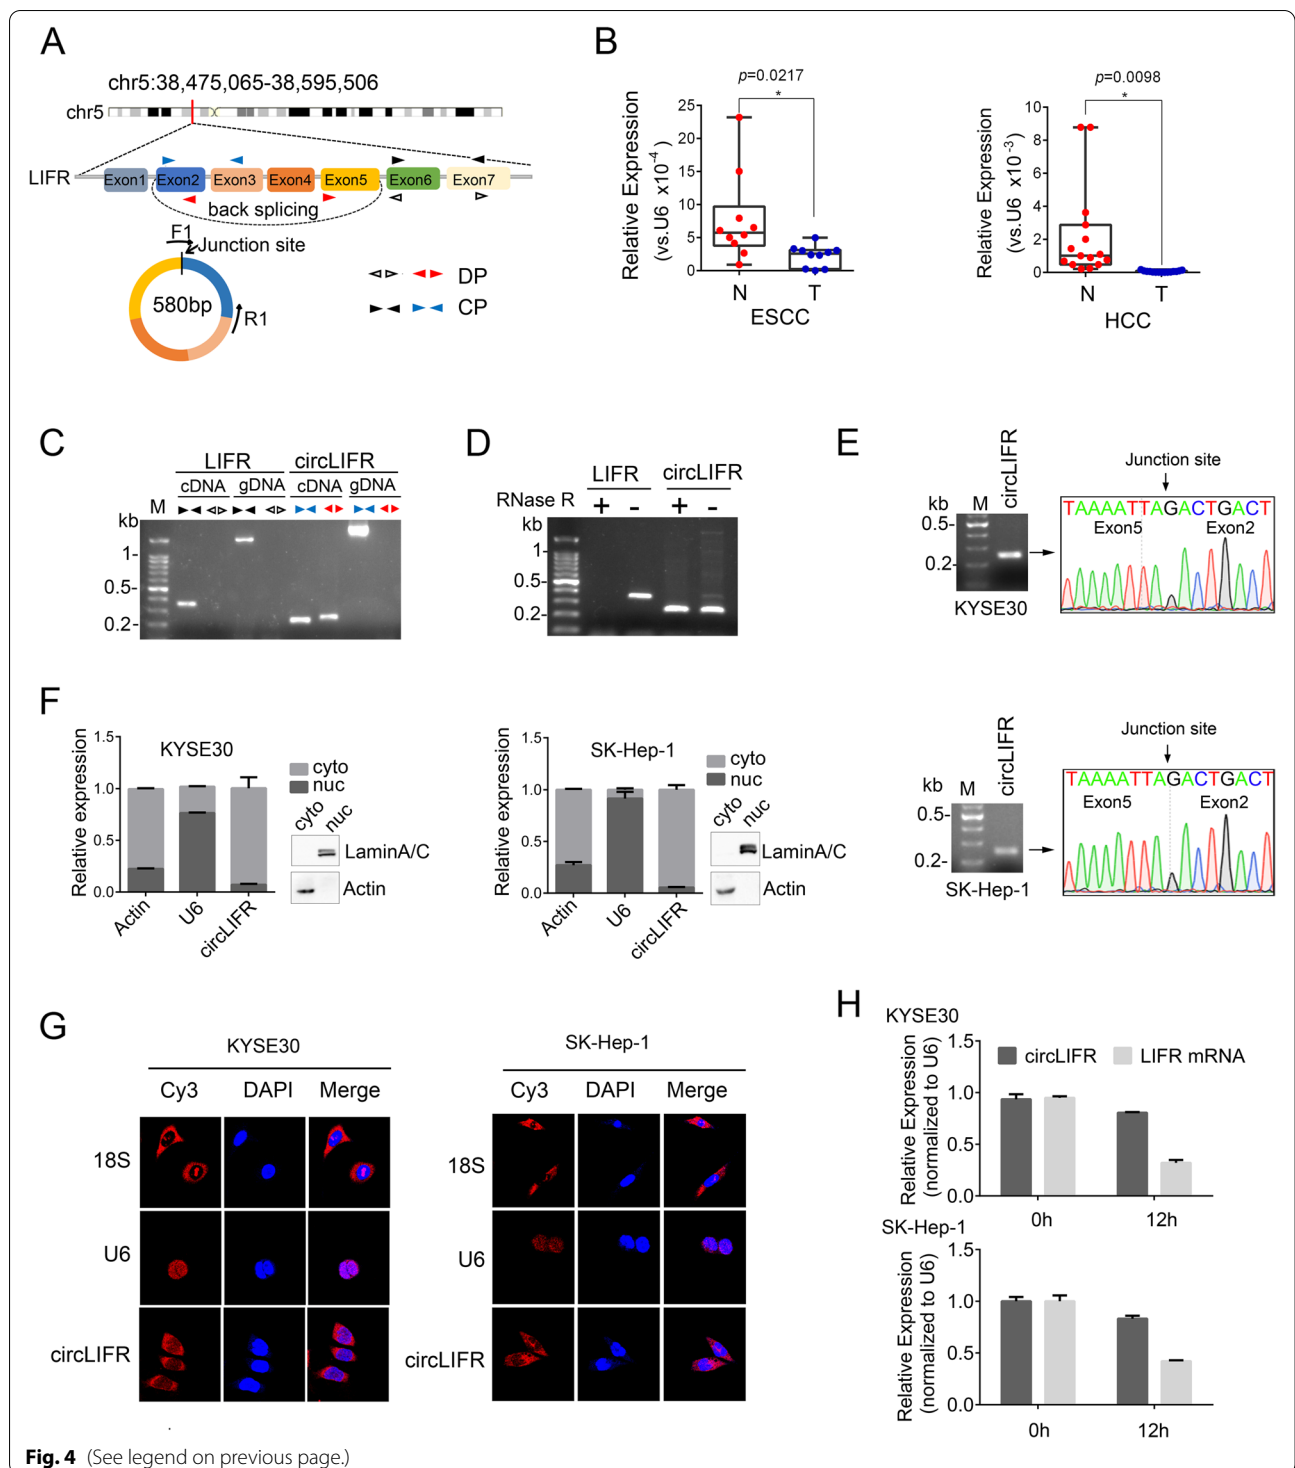 A
chr5:38,475,065-38,595,506
chr5
LIFR
Exon1 Exon2 Exon3 Exon4 Exon5 Exon6 Exon7
back splicing
F1
Junction site
580bp
R1
DP
CP
B
p=0.0217
*
Relative Expression
(vs.U6 x10-4)
25
20
15
10
5
0
N T
ESCC
p=0.0098
*
Relative Expression
(vs.U6 x10-3)
10
8
6
4
2
0
N T
HCC
C
LIFR circLIFR
cDNA gDNA cDNA gDNA
M
kb
1-
0.5-
0.2-
D
LIFR circLIFR
RNase R + - + -
kb
1-
0.5-
0.2-
E
kb M circLIFR
0.5-
0.2-
KYSE30
Junction site
TAAAATTAGACTGACT
Exon5 Exon2
kb M circLIFR
0.5-
0.2-
SK-Hep-1
Junction site
TAAAATTAGACTGACT
Exon5 Exon2
F
Relative expression
1.5
1.0
0.5
0.0
KYSE30
cyto
nuc
Actin U6 circLIFR
cyto nuc
LaminA/C
Actin
Relative expression
1.5
1.0
0.5
0.0
SK-Hep-1
cyto
nuc
Actin U6 circLIFR
cyto nuc
LaminA/C
Actin
G
KYSE30
Cy3 DAPI Merge
18S
U6
circLIFR
SK-Hep-1
Cy3 DAPI Merge
18S
U6
circLIFR
H
KYSE30
Relative Expression
(normalized to U6)
1.5
1.0
0.5
0.0
circLIFR LIFR mRNA
0h 12h
SK-Hep-1
Relative Expression
(normalized to U6)
1.5
1.0
0.5
0.0
0h 12h
Fig. 4 (See legend on previous page.)